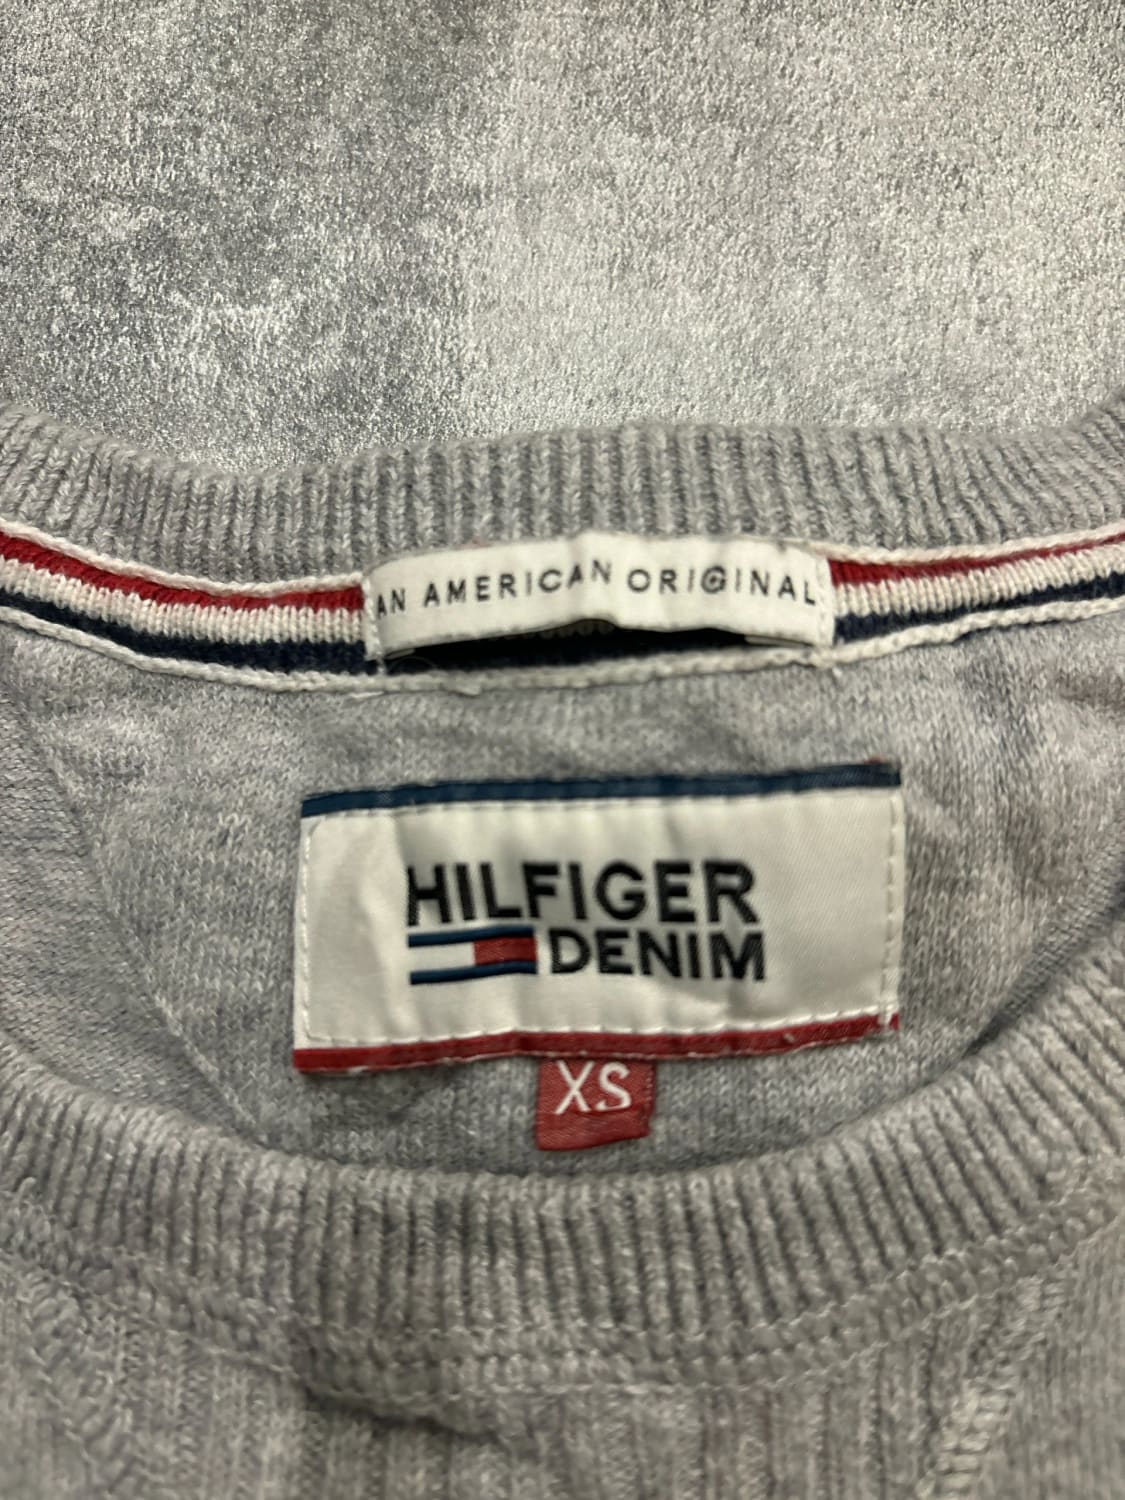 AN AMERICAN ORIGINAL
HILFIGER
DENIM
XS